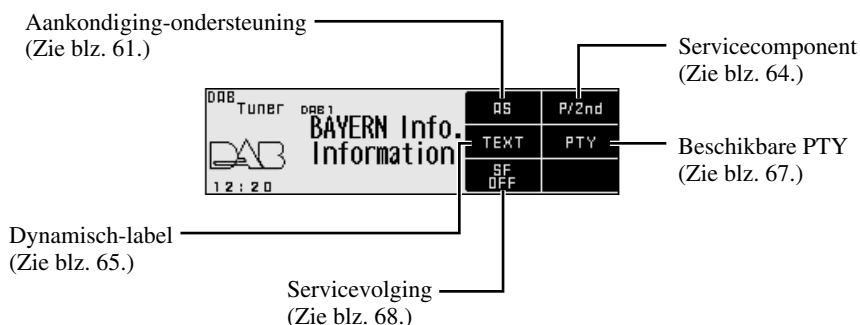 Aankondiging-ondersteuning
(Zie blz. 61.)
Servicecomponent
(Zie blz. 64.)
DAB
Tuner
DAB1
BAYERN Info.
Information
DAB
12:20
AS
P/2nd
TEXT
PTY
SF
OFF
Beschikbare PTY
(Zie blz. 67.)
Dynamisch-label
(Zie blz. 65.)
Servicevolging
(Zie blz. 68.)